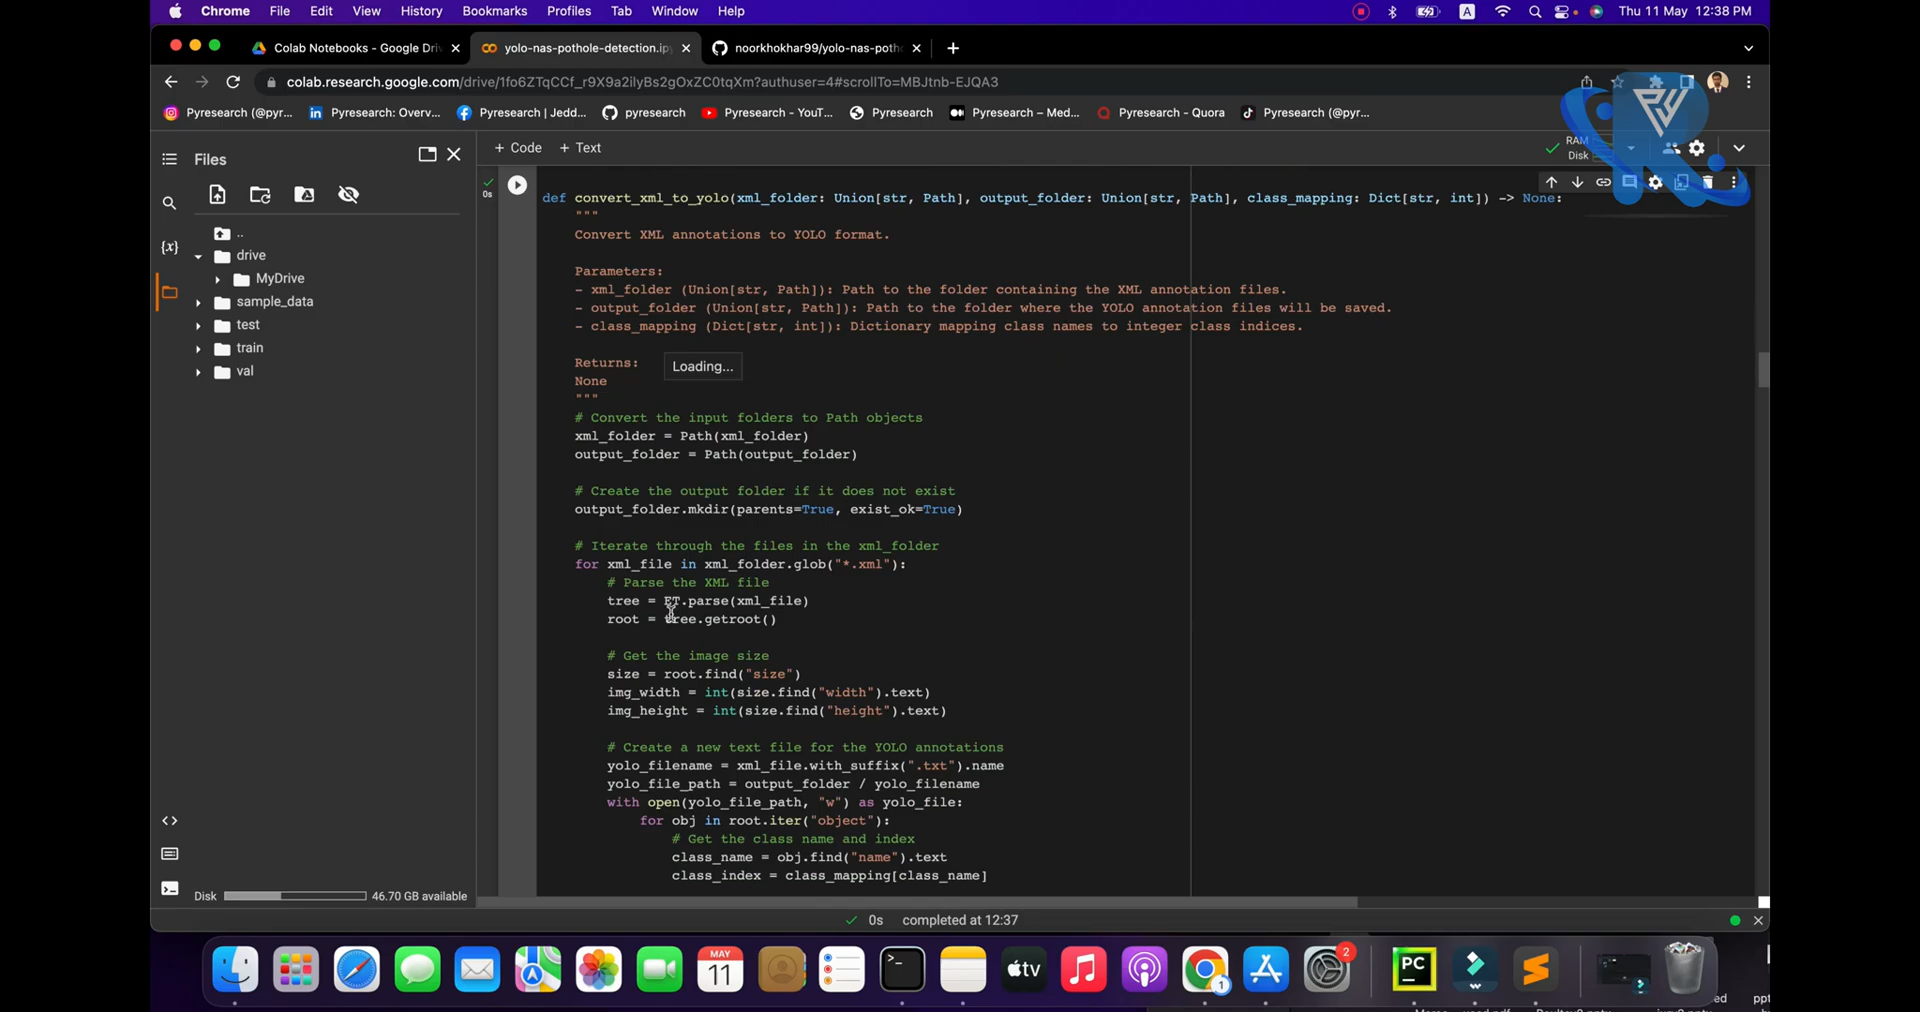 Chrome File Edit View History Bookmarks Profiles Tab Window Help
A
Thu 11 May 12:38 PM
Colab Notebooks - Google Dri
yolo-nas-pothole-detection.ip
noorkhokhar99/yolo-nas-poth
colab.research.google.com/drive/1fo6ZTqCCf_r9X9a2ilyBs2gOxZC0tqXm?authuser=4#scrollTo=MBJtnb-EJQA3
Pyresearch (@pyr...
Pyresearch: Overv...
Pyresearch | Jedd...
pyresearch
Pyresearch - YouT...
Pyresearch
Pyresearch – Med...
Pyresearch - Quora
Pyresearch (@pyr...
Files
+ Code + Text
RAM
Disk
{x}
..
drive
MyDrive
sample_data
test
train
val
Disk
46.70 GB available
0s
def convert_xml_to_yolo(xml_folder: Union[str, Path], output_folder: Union[str, Path], class_mapping: Dict[str, int]) -> None:
"""
Convert XML annotations to YOLO format.
Parameters:
- xml_folder (Union[str, Path]): Path to the folder containing the XML annotation files.
- output_folder (Union[str, Path]): Path to the folder where the YOLO annotation files will be saved.
- class_mapping (Dict[str, int]): Dictionary mapping class names to integer class indices.
Returns:
Loading...
None
"""
# Convert the input folders to Path objects
xml_folder = Path(xml_folder)
output_folder = Path(output_folder)
# Create the output folder if it does not exist
output_folder.mkdir(parents=True, exist_ok=True)
# Iterate through the files in the xml_folder
for xml_file in xml_folder.glob("*.xml"):
# Parse the XML file
tree = ET.parse(xml_file)
root = tree.getroot()
# Get the image size
size = root.find("size")
img_width = int(size.find("width").text)
img_height = int(size.find("height").text)
# Create a new text file for the YOLO annotations
yolo_filename = xml_file.with_suffix(".txt").name
yolo_file_path = output_folder / yolo_filename
with open(yolo_file_path, "w") as yolo_file:
for obj in root.iter("object"):
# Get the class name and index
class_name = obj.find("name").text
class_index = class_mapping[class_name]
0s completed at 12:37
MAY
11
tv
1
2
PC